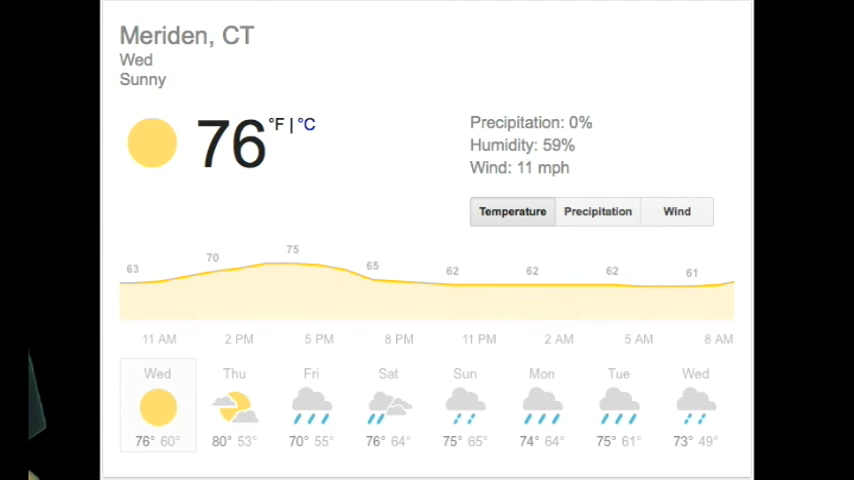 Meriden, CT
Wed
Sunny
76 °F | °C
Precipitation: 0%
Humidity: 59%
Wind: 11 mph
Temperature Precipitation Wind
63 70 75 65 62 62 62 61
11 AM 2 PM 5 PM 8 PM 11 PM 2 AM 5 AM 8 AM
Wed Thu Fri Sat Sun Mon Tue Wed
76° 60° 80° 53° 70° 55° 76° 64° 75° 65° 74° 64° 75° 61° 73° 49°